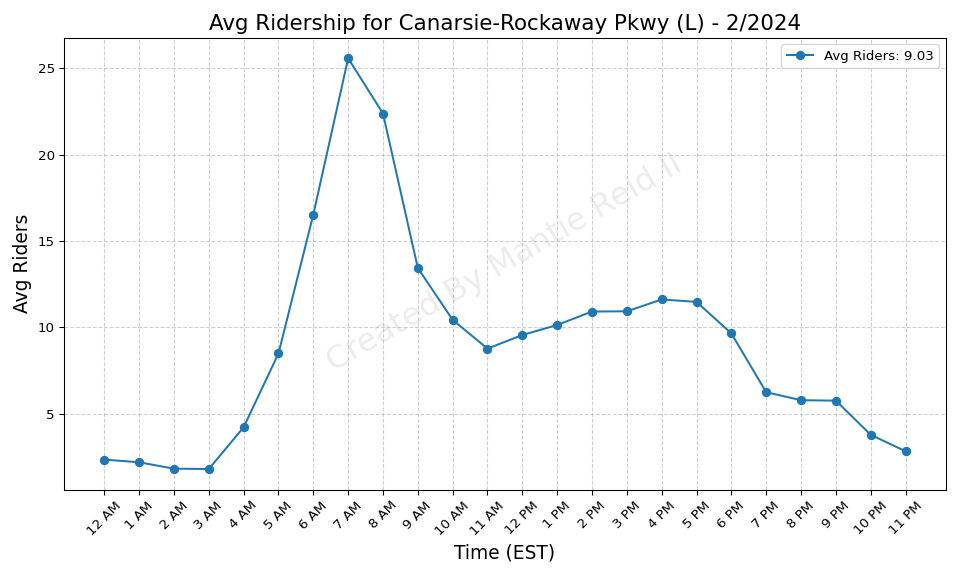 Avg Ridership for Canarsie-Rockaway Pkwy (L) - 2/2024
Avg Riders: 9.03
Avg Riders
25
20
15
10
5
Created By Mantie Reid II
12 AM
1 AM
2 AM
3 AM
4 AM
5 AM
6 AM
7 AM
8 AM
9 AM
10 AM
11 AM
12 PM
1 PM
2 PM
3 PM
4 PM
5 PM
6 PM
7 PM
8 PM
9 PM
10 PM
11 PM
Time (EST)